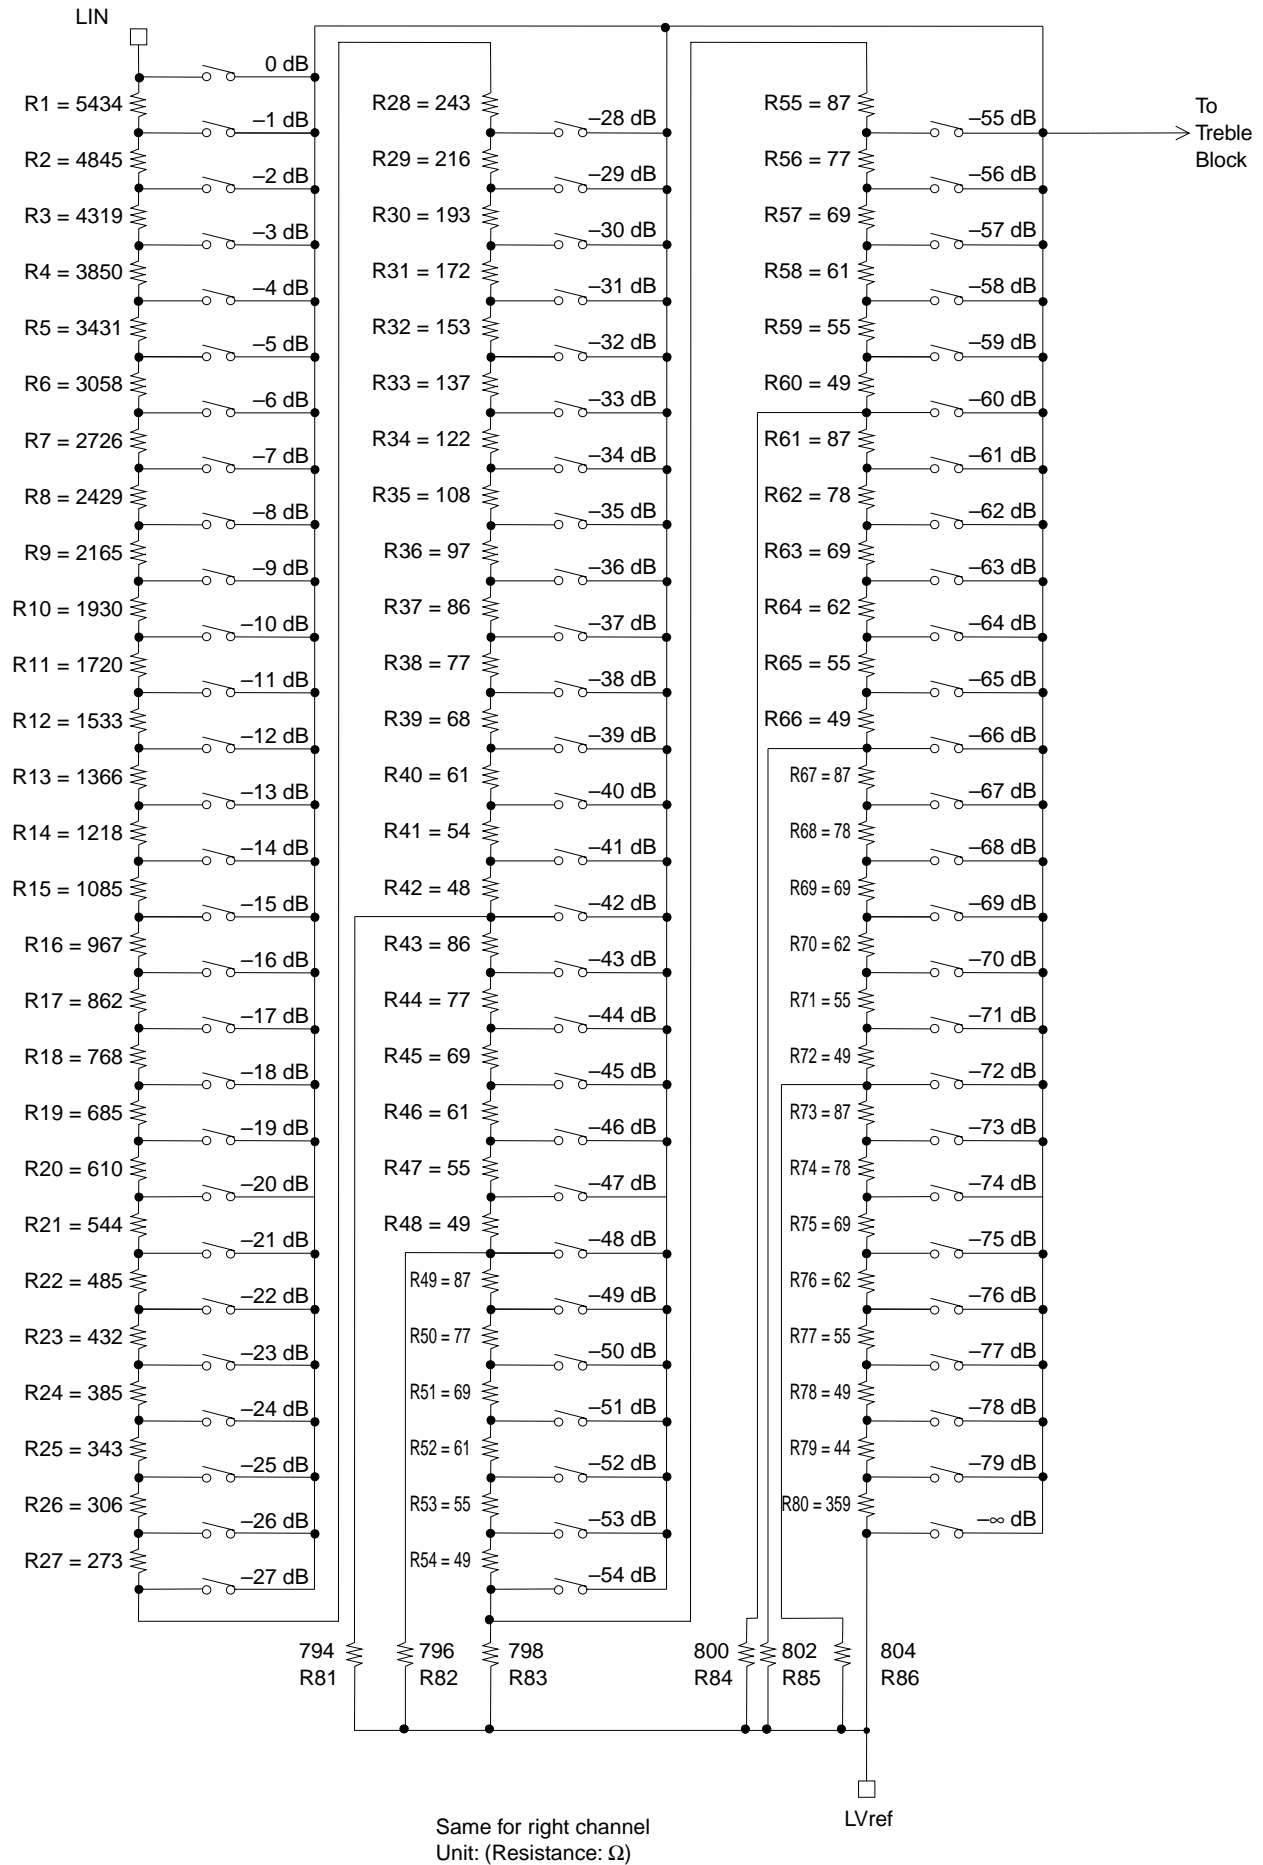 LIN
0 dB
R1 = 5434
–1 dB
R2 = 4845
–2 dB
R3 = 4319
–3 dB
R4 = 3850
–4 dB
R5 = 3431
–5 dB
R6 = 3058
–6 dB
R7 = 2726
–7 dB
R8 = 2429
–8 dB
R9 = 2165
–9 dB
R10 = 1930
–10 dB
R11 = 1720
–11 dB
R12 = 1533
–12 dB
R13 = 1366
–13 dB
R14 = 1218
–14 dB
R15 = 1085
–15 dB
R16 = 967
–16 dB
R17 = 862
–17 dB
R18 = 768
–18 dB
R19 = 685
–19 dB
R20 = 610
–20 dB
R21 = 544
–21 dB
R22 = 485
–22 dB
R23 = 432
–23 dB
R24 = 385
–24 dB
R25 = 343
–25 dB
R26 = 306
–26 dB
R27 = 273
–27 dB
R28 = 243
–28 dB
R29 = 216
–29 dB
R30 = 193
–30 dB
R31 = 172
–31 dB
R32 = 153
–32 dB
R33 = 137
–33 dB
R34 = 122
–34 dB
R35 = 108
–35 dB
R36 = 97
–36 dB
R37 = 86
–37 dB
R38 = 77
–38 dB
R39 = 68
–39 dB
R40 = 61
–40 dB
R41 = 54
–41 dB
R42 = 48
–42 dB
R43 = 86
–43 dB
R44 = 77
–44 dB
R45 = 69
–45 dB
R46 = 61
–46 dB
R47 = 55
–47 dB
R48 = 49
–48 dB
R49 = 87
–49 dB
R50 = 77
–50 dB
R51 = 69
–51 dB
R52 = 61
–52 dB
R53 = 55
–53 dB
R54 = 49
–54 dB
R55 = 87
–55 dB
R56 = 77
–56 dB
R57 = 69
–57 dB
R58 = 61
–58 dB
R59 = 55
–59 dB
R60 = 49
–60 dB
R61 = 87
–61 dB
R62 = 78
–62 dB
R63 = 69
–63 dB
R64 = 62
–64 dB
R65 = 55
–65 dB
R66 = 49
–66 dB
R67 = 87
–67 dB
R68 = 78
–68 dB
R69 = 69
–69 dB
R70 = 62
–70 dB
R71 = 55
–71 dB
R72 = 49
–72 dB
R73 = 87
–73 dB
R74 = 78
–74 dB
R75 = 69
–75 dB
R76 = 62
–76 dB
R77 = 55
–77 dB
R78 = 49
–78 dB
R79 = 44
–79 dB
R80 = 359
–∞ dB
To
Treble
Block
794
R81
796
R82
798
R83
800
R84
802
R85
804
R86
LVref
Same for right channel
Unit: (Resistance: Ω)